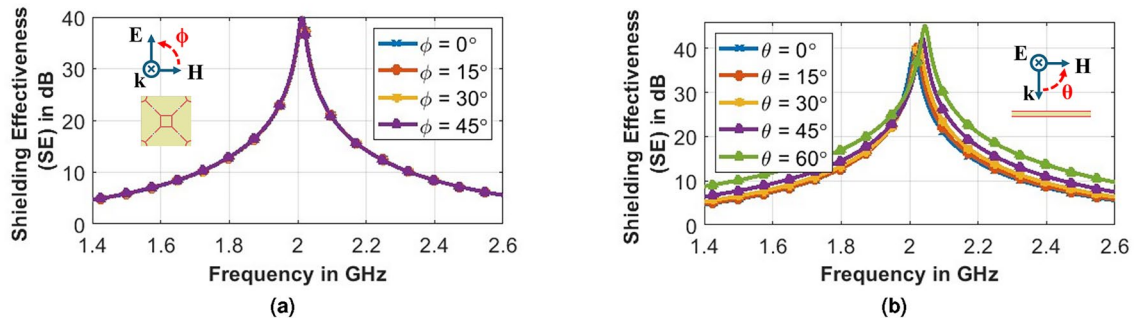 Shielding Effectiveness
(SE) in dB
40
30
20
10
0
E
ϕ
k
H
ϕ = 0°
ϕ = 15°
ϕ = 30°
ϕ = 45°
1.4 1.6 1.8 2 2.2 2.4 2.6
Frequency in GHz
(a)
Shielding Effectiveness
(SE) in dB
40
30
20
10
0
θ = 0°
θ = 15°
θ = 30°
θ = 45°
θ = 60°
E
H
k
θ
1.4 1.6 1.8 2 2.2 2.4 2.6
Frequency in GHz
(b)